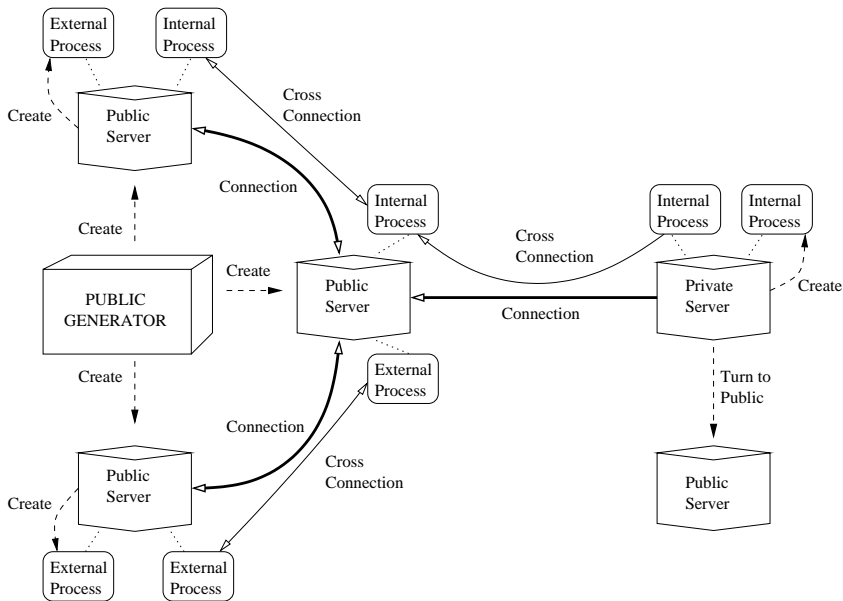 External
Process
Internal
Process
Create
Public
Server
Cross
Connection
Connection
Create
Internal
Process
Internal
Process
Internal
Process
Cross
Connection
Create
PUBLIC
GENERATOR
Public
Server
Private
Server
Create
Connection
Create
External
Process
Turn to
Public
Connection
Cross
Connection
Public
Server
Create
Public
Server
External
Process
External
Process